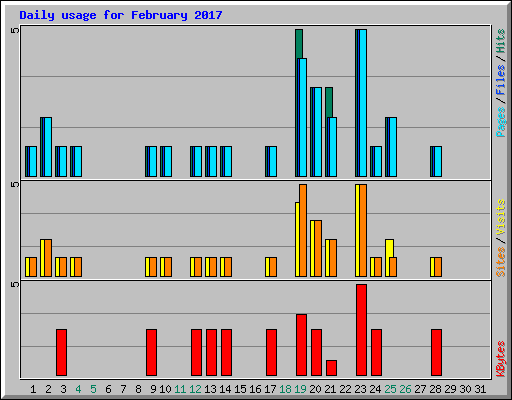 Daily usage for February 2017
5
Pages / Files / Hits
5
Sites / Visits
5
KBytes
1 2 3 4 5 6 7 8 9 10 11 12 13 14 15 16 17 18 19 20 21 22 23 24 25 26 27 28 29 30 31